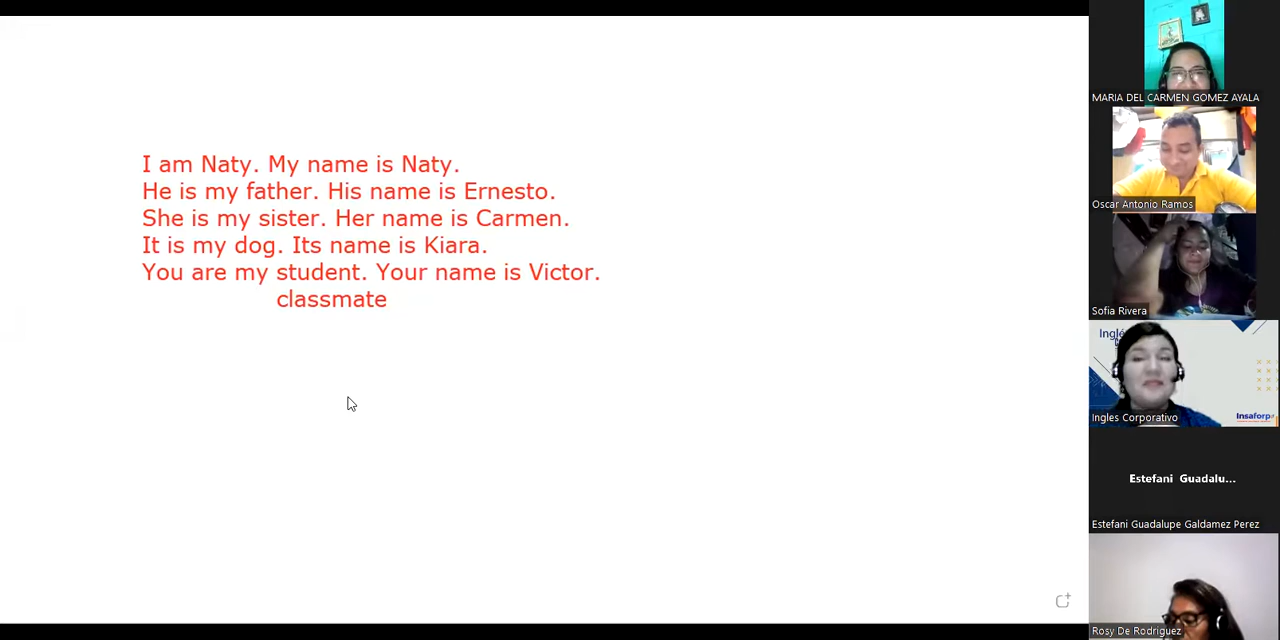 I am Naty. My name is Naty.
He is my father. His name is Ernesto.
She is my sister. Her name is Carmen.
It is my dog. Its name is Kiara.
You are my student. Your name is Victor.
classmate
MARIA DEL CARMEN GOMEZ AYALA
Oscar Antonio Ramos
Sofia Rivera
Inglé
Insaforp
Ingles Corporativo
Estefani Guadalu...
Estefani Guadalupe Galdamez Perez
Rosy De Rodriguez